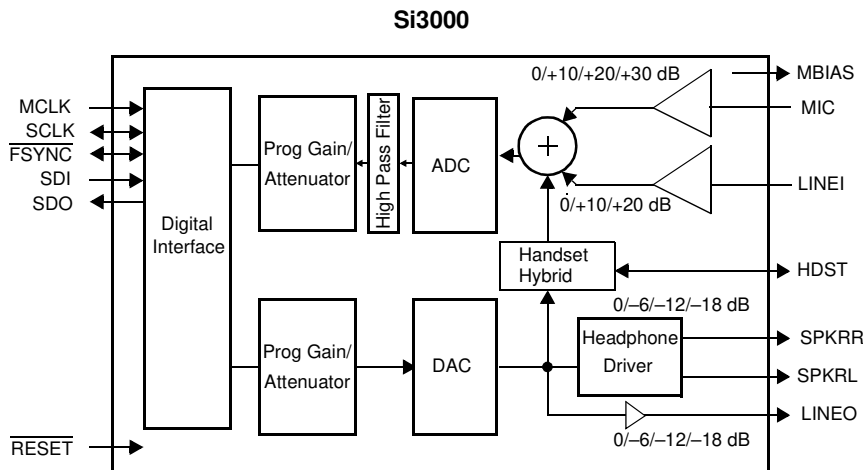 Si3000
0/+10/+20/+30 dB
MBIAS
MCLK
MIC
SCLK
FSYNC
SDI
SDO
Digital
Interface
Prog Gain/
Attenuator
High Pass Filter
ADC
+
LINEI
0/+10/+20 dB
Handset
Hybrid
HDST
0/–6/–12/–18 dB
Prog Gain/
Attenuator
DAC
Headphone
Driver
SPKRR
SPKRL
LINEO
0/–6/–12/–18 dB
RESET